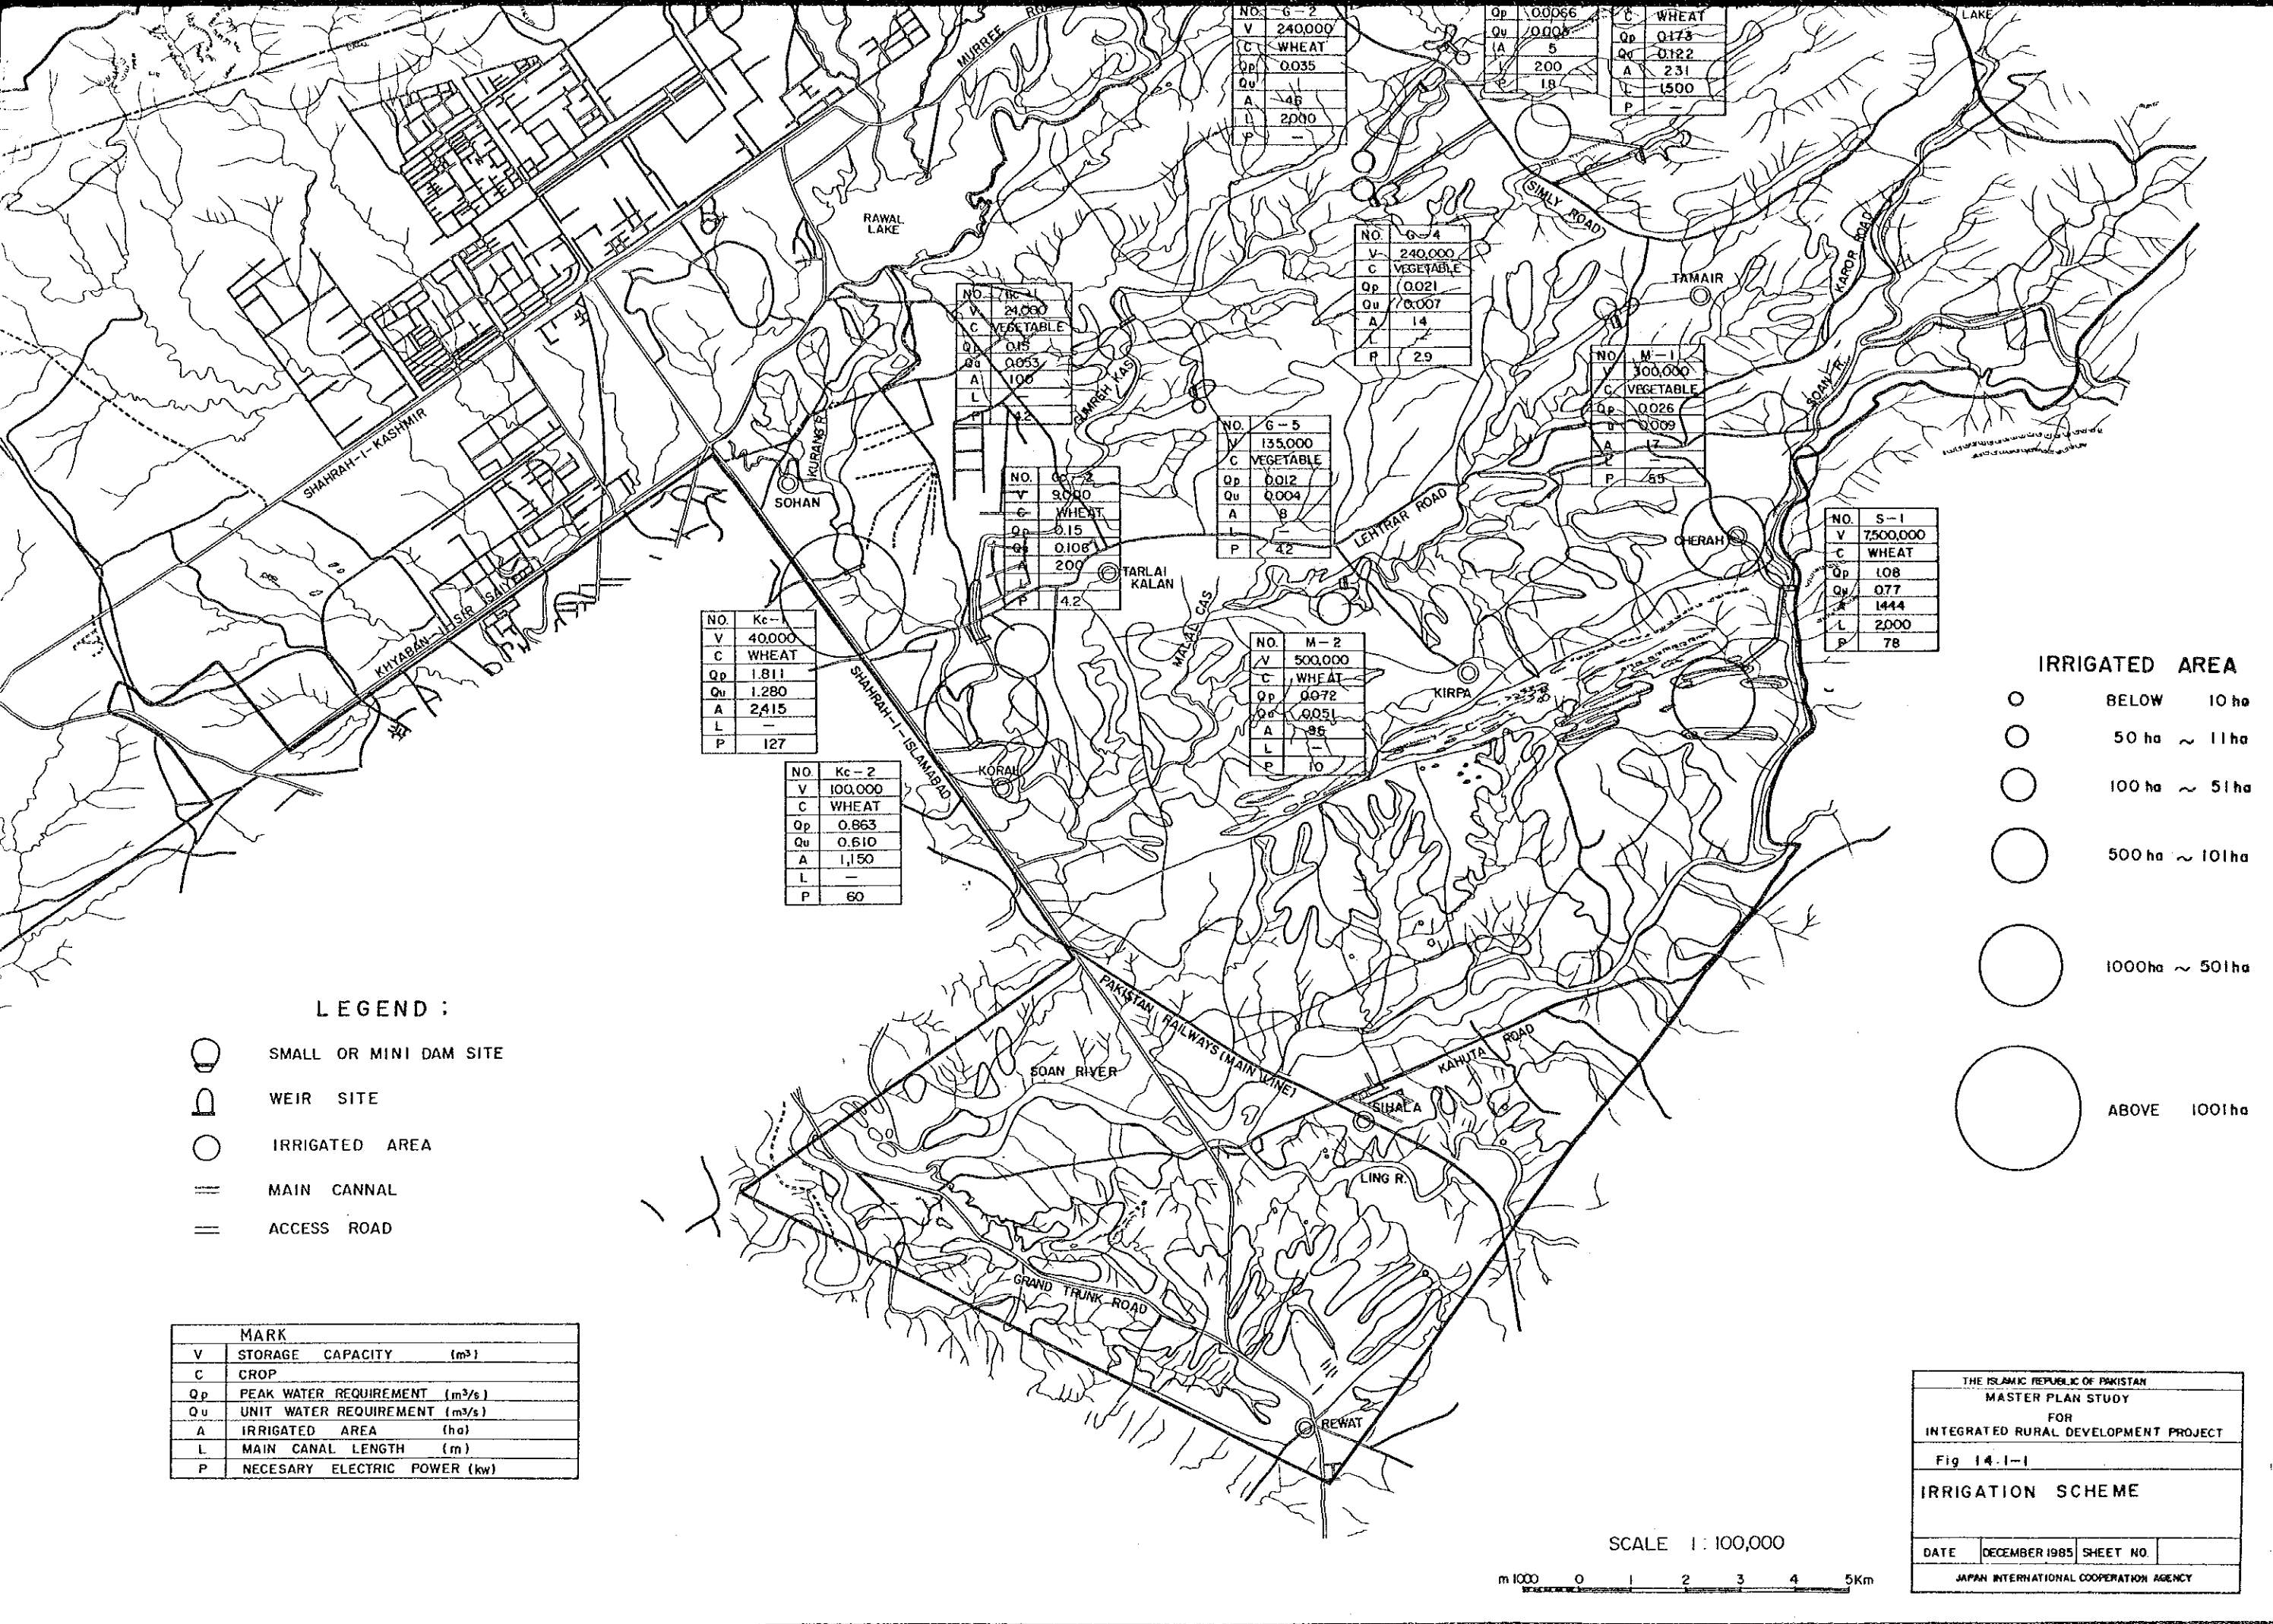 LAKE
MURREE
NO. G-2
V 240,000
C WHEAT
Qp 0.035
Qu
A 46
L 2,000
P —
Qp 0.0066
Qu
A 5
L 200
P 1.8
C WHEAT
Qp 0.173
Qu 0.122
A 231
L 1,500
P —
RAWAL
LAKE
SIMLY ROAD
KAROR ROAD
TAMAIR
NO. G-4
V 240,000
C VEGETABLE
Qp 0.021
Qu 0.007
A 14
L —
P 2.9
NO.
V 24,000
C VEGETABLE
Qp 0.15
Qu 0.053
A 100
L —
P 4.2
GUMRGH KAS
SOAN R.
NO. M-1
V 300,000
C VEGETABLE
Qp 0.026
Qu 0.009
A 17
L —
P 5.5
SHAHRAH-I-KASHMIR
KURANG R.
SOHAN
NO. G-5
V 135,000
C VEGETABLE
Qp 0.012
Qu 0.004
A 8
L —
P 4.2
NO.
V 9,000
C WHEAT
Qp 0.15
Qu 0.106
A 200
L
P 4.2
LEHTRAR ROAD
TARLAI
KALAN
CHERAH
NO. S-1
V 7,500,000
C WHEAT
Qp 1.08
Qu 0.77
A 1,444
L 2,000
P 78
KHYABAN-I-SIR
NO. Kc-1
V 40,000
C WHEAT
Qp 1.811
Qu 1.280
A 2,415
L —
P 127
SHAHRAH-I-ISLAMABAD
NO. M-2
V 500,000
C WHEAT
Qp 0.072
Qu 0.051
A 96
L —
P 10
KIRPA
KORAL
NO. Kc-2
V 100,000
C WHEAT
Qp 0.863
Qu 0.610
A 1,150
L —
P 60
IRRIGATED AREA
BELOW 10 ha
50 ha ~ 11 ha
100 ha ~ 51 ha
500 ha ~ 101 ha
1000 ha ~ 501 ha
ABOVE 1001 ha
PAKISTAN RAILWAYS (MAIN LINE)
SOAN RIVER
KAHUTA ROAD
SIHALA
LING R.
GRAND TRUNK ROAD
REWAT
LEGEND :
SMALL OR MINI DAM SITE
WEIR SITE
IRRIGATED AREA
MAIN CANNAL
ACCESS ROAD
MARK
V STORAGE CAPACITY (m³)
C CROP
Qp PEAK WATER REQUIREMENT (m³/s)
Qu UNIT WATER REQUIREMENT (m³/s)
A IRRIGATED AREA (ha)
L MAIN CANAL LENGTH (m)
P NECESARY ELECTRIC POWER (kw)
SCALE 1 : 100,000
m 1000 0 1 2 3 4 5Km
THE ISLAMIC REPUBLIC OF PAKISTAN
MASTER PLAN STUDY
FOR
INTEGRATED RURAL DEVELOPMENT PROJECT
Fig 14.1-1
IRRIGATION SCHEME
DATE DECEMBER 1985 SHEET NO.
JAPAN INTERNATIONAL COOPERATION AGENCY